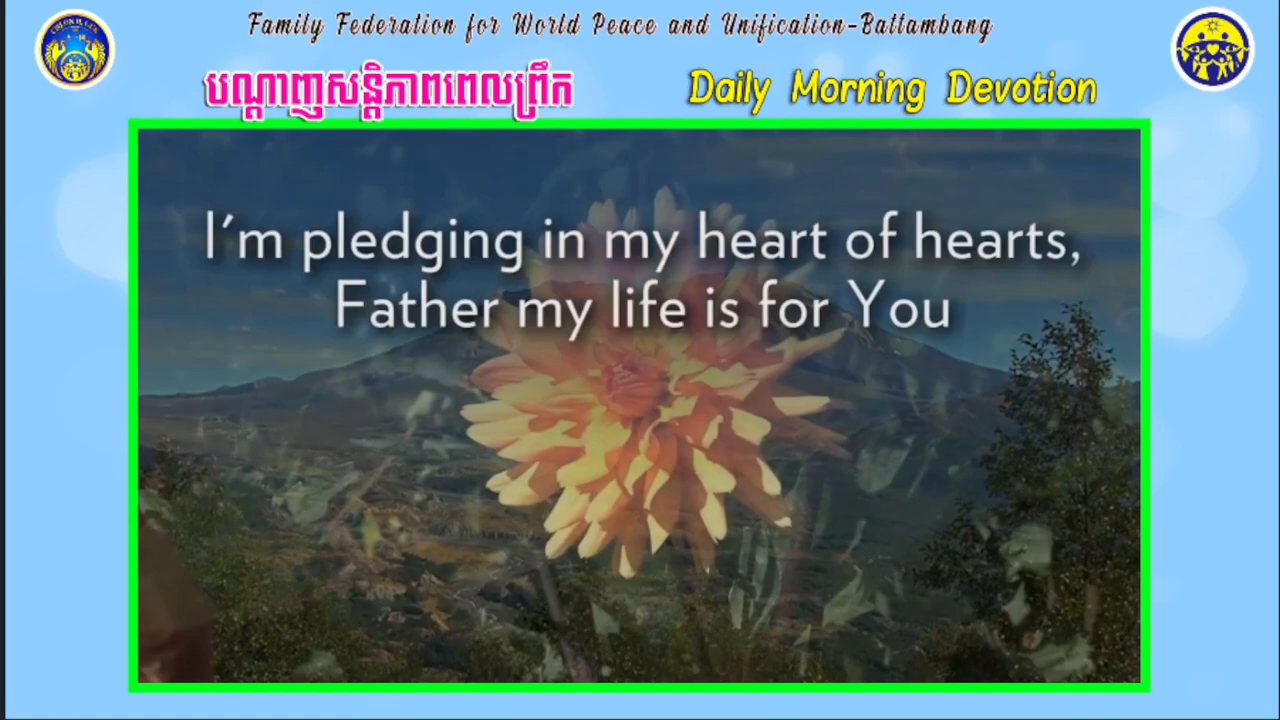 Family Federation for World Peace and Unification-Battambang
បណ្ដាញសន្តិភាពពេលព្រឹក
Daily Morning Devotion
I'm pledging in my heart of hearts,
Father my life is for You